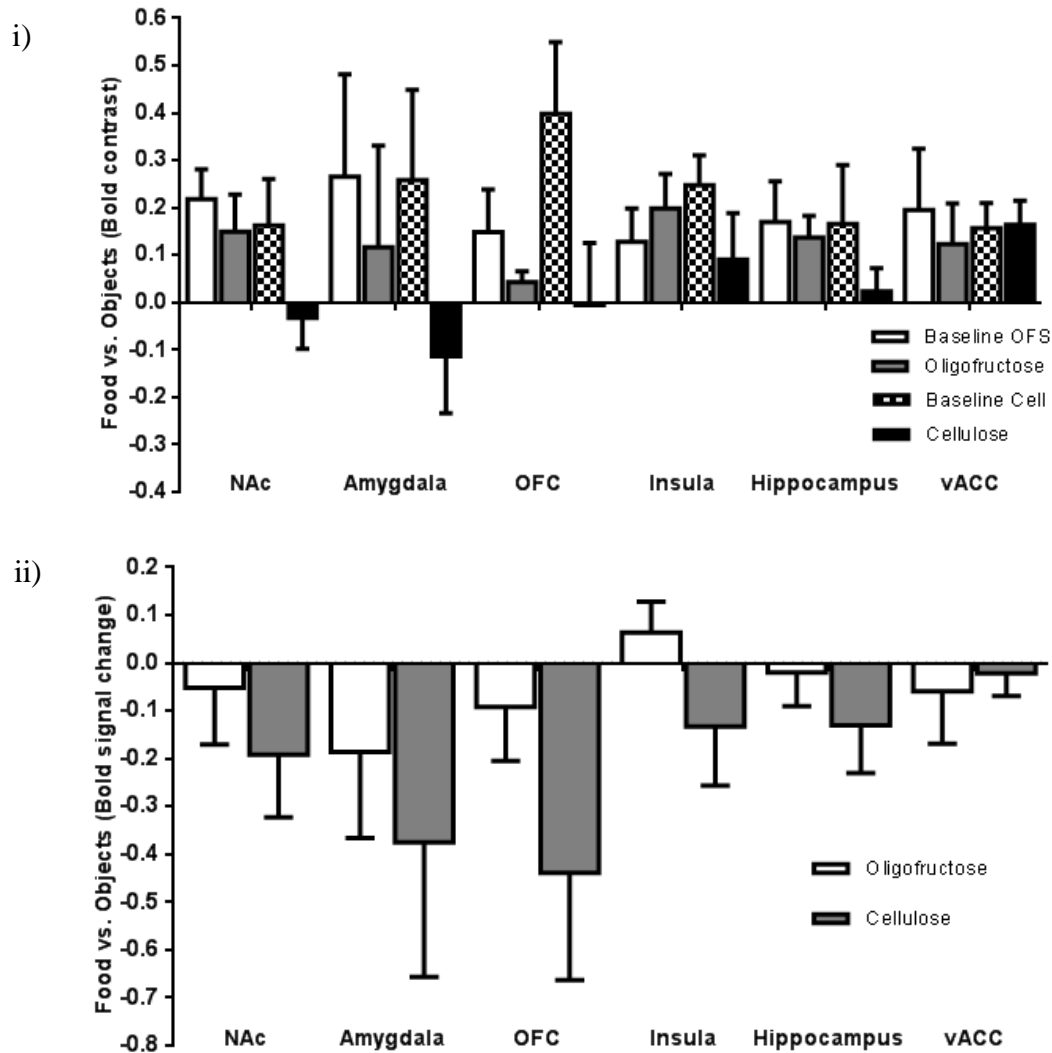 i)
Food vs. Objects (Bold contrast)
0.6
0.5
0.4
0.3
0.2
0.1
0.0
-0.1
-0.2
-0.3
-0.4
NAc Amygdala OFC Insula Hippocampus vACC
Baseline OFS
Oligofructose
Baseline Cell
Cellulose
ii)
Food vs. Objects (Bold signal change)
0.2
0.1
0.0
-0.1
-0.2
-0.3
-0.4
-0.5
-0.6
-0.7
-0.8
NAc Amygdala OFC Insula Hippocampus vACC
Oligofructose
Cellulose